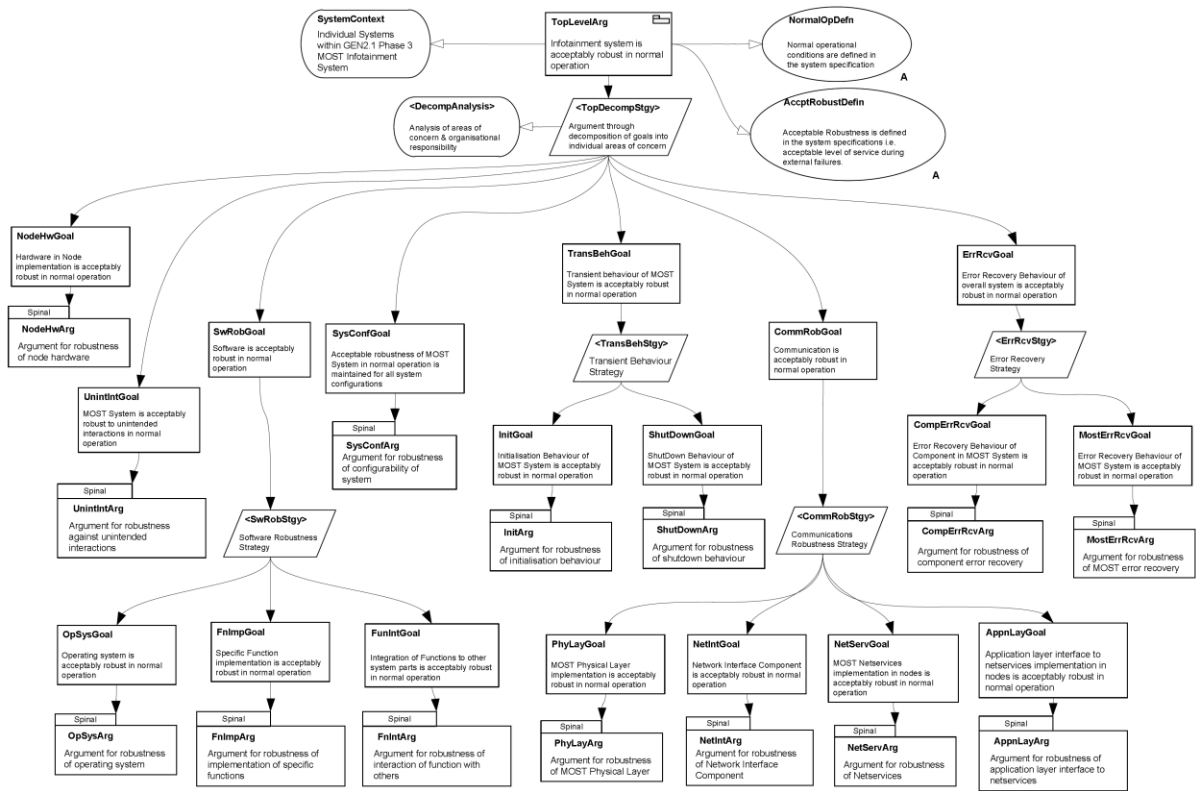 SystemContext
Individual Systems
within GEN2.1 Phase 3
MOST Infotainment
System
TopLevelArg
Infotainment system is
acceptably robust in normal
operation
NormalOpDefn
Normal operational
conditions are defined in
the system specification
A
<DecompAnalysis>
Analysis of areas of
concern & organisational
responsibility
<TopDecompStgy>
Argument through
decomposition of goals into
individual areas of concern
AccptRobustDefin
Acceptable Robustness is defined
in the system specifications i.e.
acceptable level of service during
external failures.
A
NodeHwGoal
Hardware in Node
implementation is acceptably
robust in normal operation
Spinal
NodeHwArg
Argument for robustness
of node hardware
UnintIntGoal
MOST System is acceptably
robust to unintended
interactions in normal
operation
Spinal
UnintIntArg
Argument for robustness
against unintended
interactions
SwRobGoal
Software is acceptably
robust in normal
operation
<SwRobStgy>
Software Robustness
Strategy
SysConfGoal
Acceptable robustness of MOST
System in normal operation is
maintained for all system
configurations
Spinal
SysConfArg
Argument for robustness
of configurability of
system
TransBehGoal
Transient behaviour of MOST
System is acceptably robust
in normal operation
<TransBehStgy>
Transient Behaviour
Strategy
InitGoal
Initialisation Behaviour of
MOST System is acceptably
robust in normal operation
Spinal
InitArg
Argument for robustness
of initialisation behaviour
ShutDownGoal
ShutDown Behaviour
of MOST System is acceptably
robust in normal operation
Spinal
ShutDownArg
Argument for robustness
of shutdown behaviour
CommRobGoal
Communication is
acceptably robust in
normal operation
<CommRobStgy>
Communications
Robustness Strategy
ErrRcvGoal
Error Recovery Behaviour of
overall system is acceptably
robust in normal operation
<ErrRcvStgy>
Error Recovery
Strategy
CompErrRcvGoal
Error Recovery Behaviour of
Component in MOST System is
acceptably robust in normal
operation
Spinal
CompErrRcvArg
Argument for robustness of
component error recovery
MostErrRcvGoal
Error Recovery Behaviour
of MOST System is acceptably
robust in normal operation
Spinal
MostErrRcvArg
Argument for robustness
of MOST error recovery
OpSysGoal
Operating system is
acceptably robust in normal
operation
Spinal
OpSysArg
Argument for robustness
of operating system
FnImpGoal
Specific Function
implementation is acceptably
robust in normal operation
Spinal
FnImpArg
Argument for robustness of
implementation of specific
functions
FunIntGoal
Integration of Functions to other
system parts is acceptably robust
in normal operation
Spinal
FnIntArg
Argument for robustness of
interaction of function with
others
PhyLayGoal
MOST Physical Layer
implementation is acceptably
robust in normal operation
Spinal
PhyLayArg
Argument for robustness
of MOST Physical Layer
NetIntGoal
Network Interface Component
is acceptably robust in normal
operation
Spinal
NetIntArg
Argument for robustness
of Network Interface
Component
NetServGoal
MOST Netservices
implementation in nodes is
acceptably robust in normal
operation
Spinal
NetServArg
Argument for robustness
of Netservices
AppnLayGoal
Application layer interface to
netservices implementation in
nodes is acceptably robust in
normal operation
Spinal
AppnLayArg
Argument for robustness of
application layer interface to
netservices